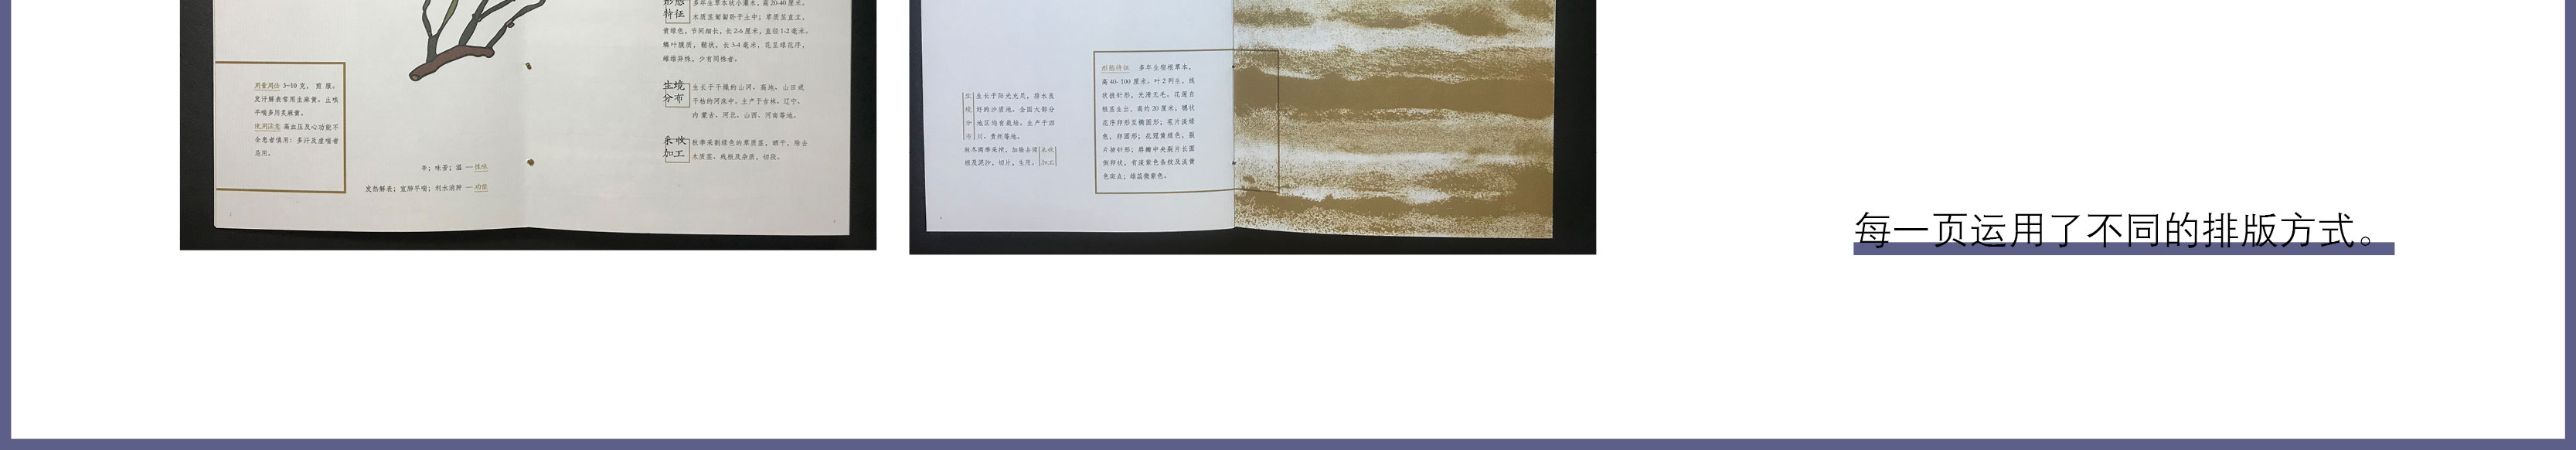 用量用法 3-10 克，煎 服。
发汗解表常用生麻黄。止咳
平喘多用炙麻黄。
使用注意 高血压及心功能不
全患者慎用；多汗及虚喘者
忌用。
辛；味苦；温 — 性味
发热解表；宣肺平喘；利水消肿 — 功能
形态
特征
多年生草本状小灌木，高 20-40 厘米。
木质茎匍匐卧于土中；草质茎直立，
黄绿色，节间细长，长 2-6 厘米，直径 1-2 毫米。
鳞叶膜质，鞘状，长 3-4 毫米，花呈球花序，
雌雄异株，少有同株者。
生境
分布
生长于干燥的山冈、高地、山田或
干枯的河床中。主产于吉林、辽宁、
内 蒙古、河北、山西、河南等地。
采收
加工
秋季采割绿色的草质茎，晒干，除去
木质茎、残根及杂质，切段。
生境分布
生长于阳光充足，排水良
好的沙质地。全国大部分
地区均有栽培。主产于四
川、贵州等地。
秋冬两季采挖，加除去须
根及泥沙，切片，生用。
采收
加工
形态特征 多年生宿根草本，
高 40-100 厘米。叶 2 列生，线
状披针形，光滑无毛。花莲自
根茎生出，高约 20 厘米；穗状
花序卵形至椭圆形；苞片淡绿
色，卵圆形；花冠黄绿色，裂
片披针形；唇瓣中央裂片长圆
倒卵状，有淡紫色条纹及淡黄
色斑点；雄蕊微紫色。
每一页运用了不同的排版方式。